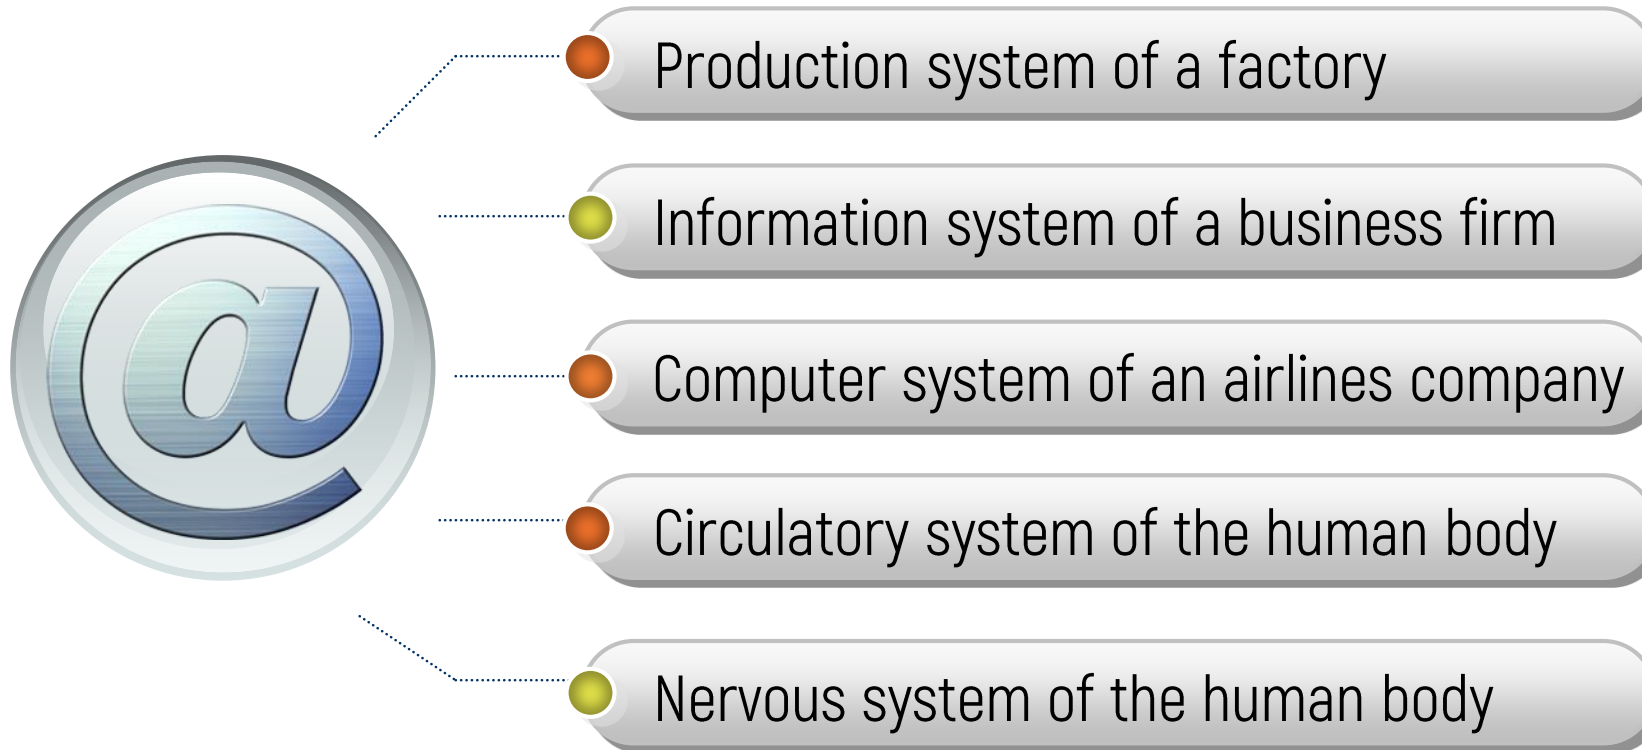 @
Production system of a factory
Information system of a business firm
Computer system of an airlines company
Circulatory system of the human body
Nervous system of the human body